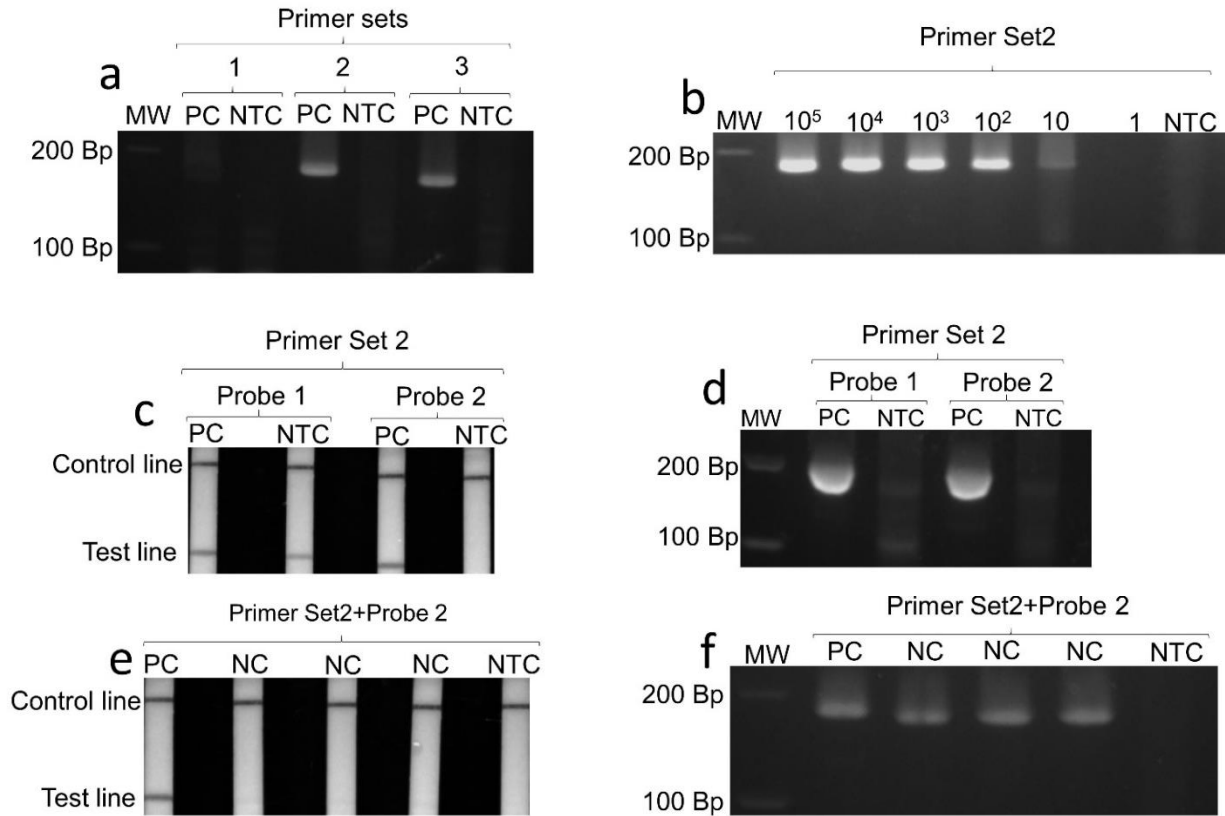 Primer sets
a
1 2 3
MW PC NTC PC NTC PC NTC
200 Bp
100 Bp
Primer Set2
b
MW 10⁵ 10⁴ 10³ 10² 10 1 NTC
200 Bp
100 Bp
Primer Set 2
c
Probe 1 Probe 2
PC NTC PC NTC
Control line
Test line
Primer Set 2
d
Probe 1 Probe 2
MW PC NTC PC NTC
200 Bp
100 Bp
Primer Set2+Probe 2
e
PC NC NC NC NTC
Control line
Test line
Primer Set2+Probe 2
f
MW PC NC NC NC NTC
200 Bp
100 Bp